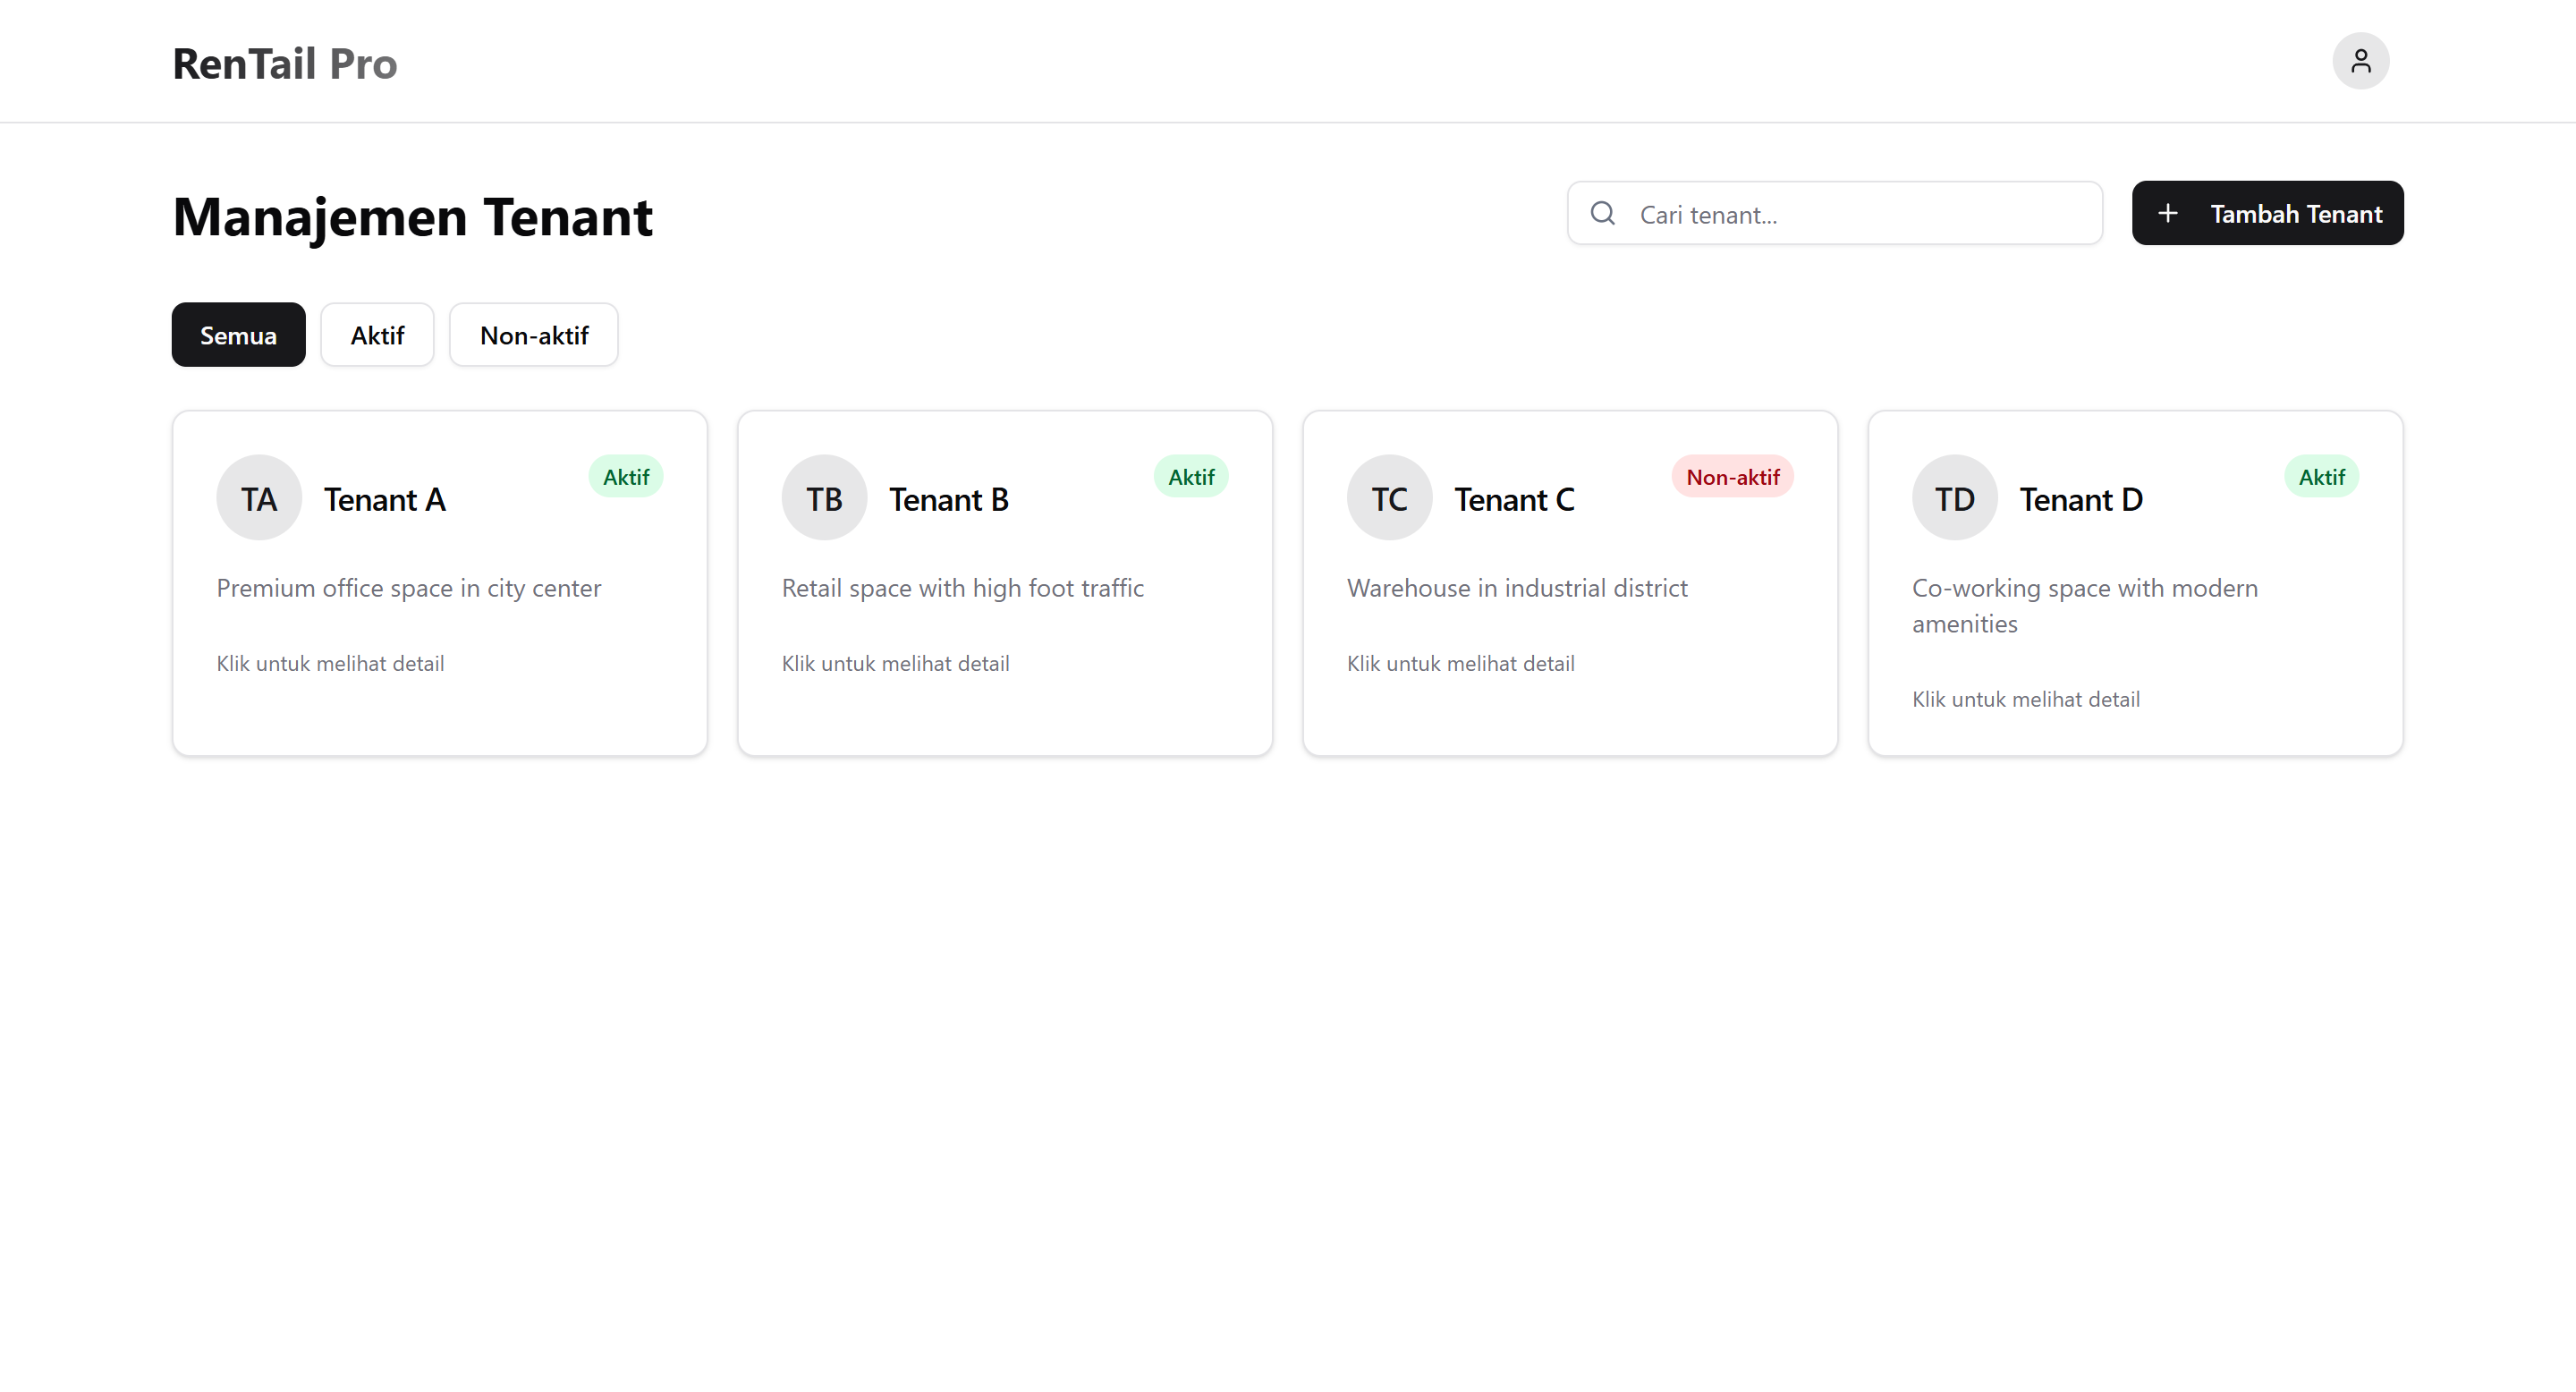 RenTail Pro
Manajemen Tenant
Cari tenant...
Tambah Tenant
Semua
Aktif
Non-aktif
TA
Tenant A
Aktif
Premium office space in city center
Klik untuk melihat detail
TB
Tenant B
Aktif
Retail space with high foot traffic
Klik untuk melihat detail
TC
Tenant C
Non-aktif
Warehouse in industrial district
Klik untuk melihat detail
TD
Tenant D
Aktif
Co-working space with modern
amenities
Klik untuk melihat detail